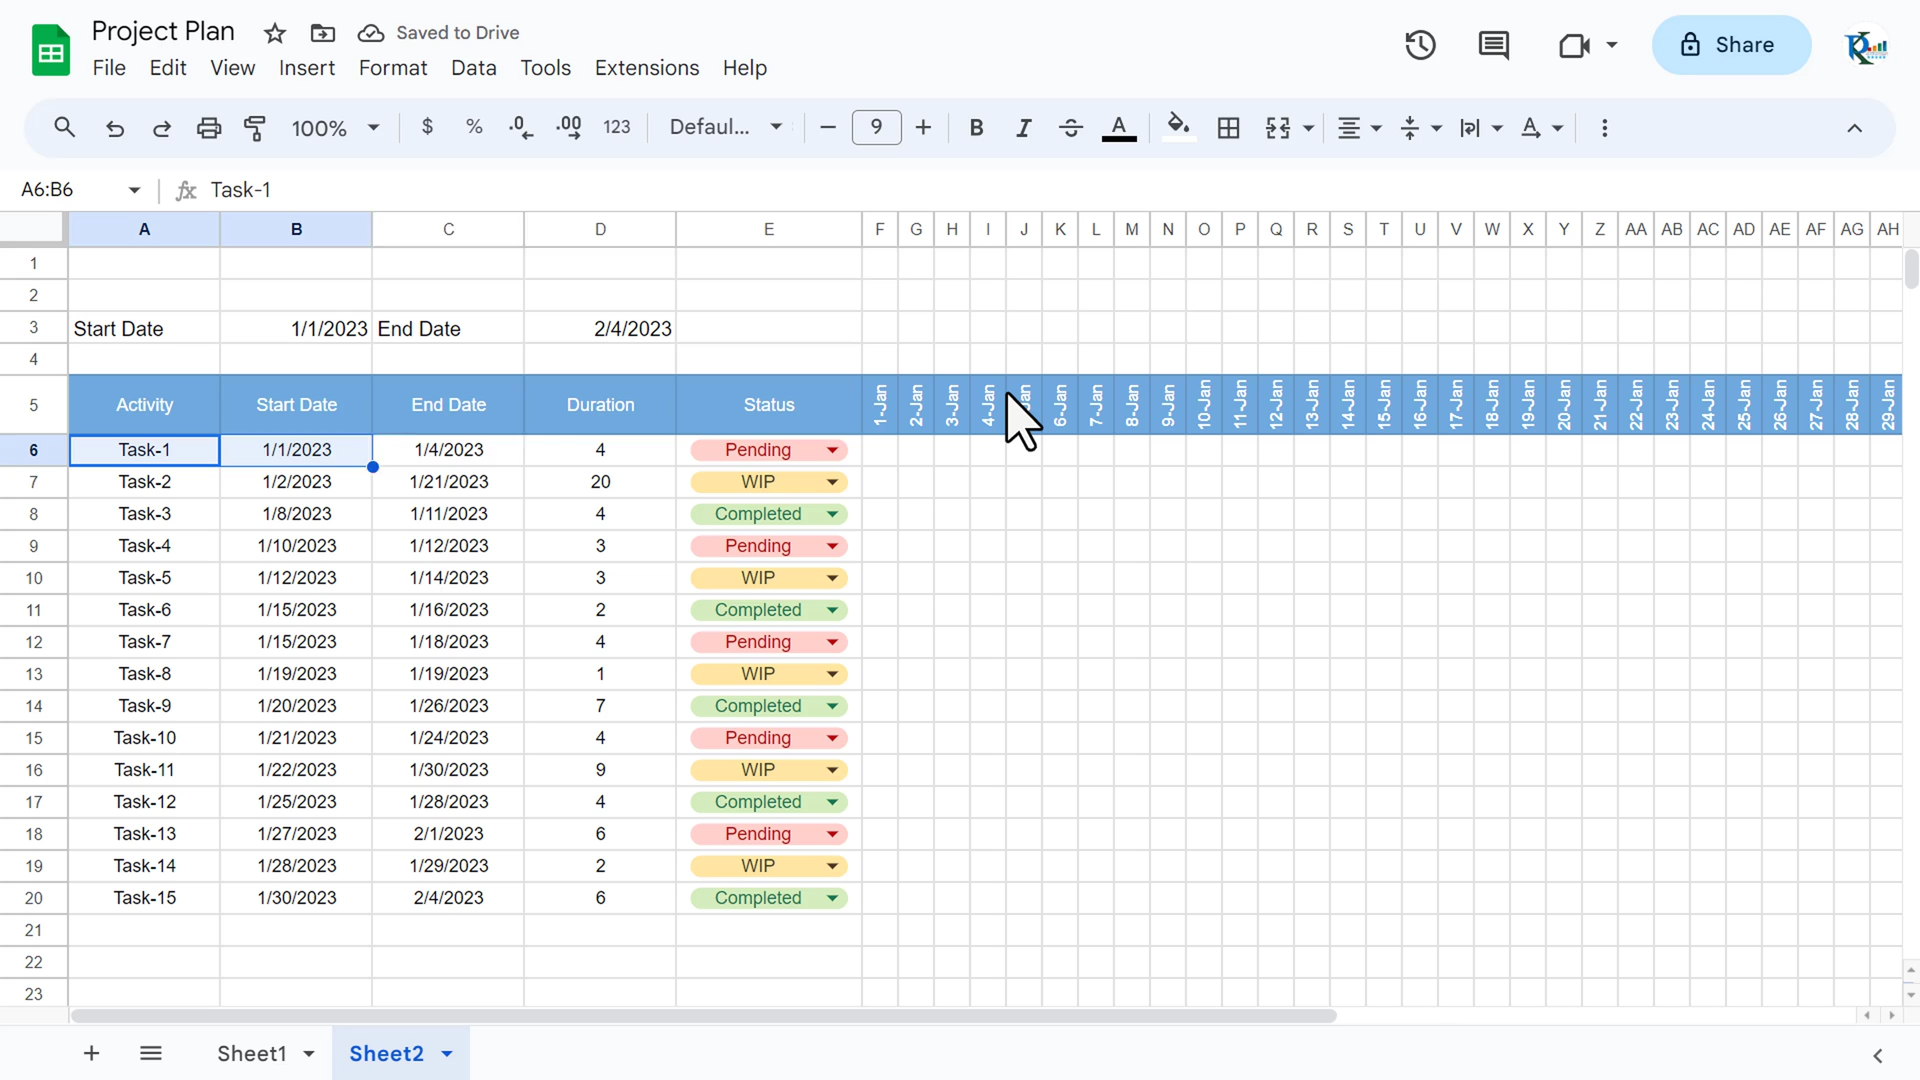 Project Plan Saved to Drive
File Edit View Insert Format Data Tools Extensions Help
Share
100% $ % .0 .00 123 Defaul... 9 B I A A
A6:B6 fx Task-1
A B C D E F G H I J K L M N O P Q R S T U V W X Y Z AA AB AC AD AE AF AG AH
1
2
3 Start Date 1/1/2023 End Date 2/4/2023
4
5 Activity Start Date End Date Duration Status 1-Jan 2-Jan 3-Jan 4-Jan Jan 6-Jan 7-Jan 8-Jan 9-Jan 10-Jan 11-Jan 12-Jan 13-Jan 14-Jan 15-Jan 16-Jan 17-Jan 18-Jan 19-Jan 20-Jan 21-Jan 22-Jan 23-Jan 24-Jan 25-Jan 26-Jan 27-Jan 28-Jan 29-Jan
6 Task-1 1/1/2023 1/4/2023 4 Pending
7 Task-2 1/2/2023 1/21/2023 20 WIP
8 Task-3 1/8/2023 1/11/2023 4 Completed
9 Task-4 1/10/2023 1/12/2023 3 Pending
10 Task-5 1/12/2023 1/14/2023 3 WIP
11 Task-6 1/15/2023 1/16/2023 2 Completed
12 Task-7 1/15/2023 1/18/2023 4 Pending
13 Task-8 1/19/2023 1/19/2023 1 WIP
14 Task-9 1/20/2023 1/26/2023 7 Completed
15 Task-10 1/21/2023 1/24/2023 4 Pending
16 Task-11 1/22/2023 1/30/2023 9 WIP
17 Task-12 1/25/2023 1/28/2023 4 Completed
18 Task-13 1/27/2023 2/1/2023 6 Pending
19 Task-14 1/28/2023 1/29/2023 2 WIP
20 Task-15 1/30/2023 2/4/2023 6 Completed
21
22
23
Sheet1 Sheet2